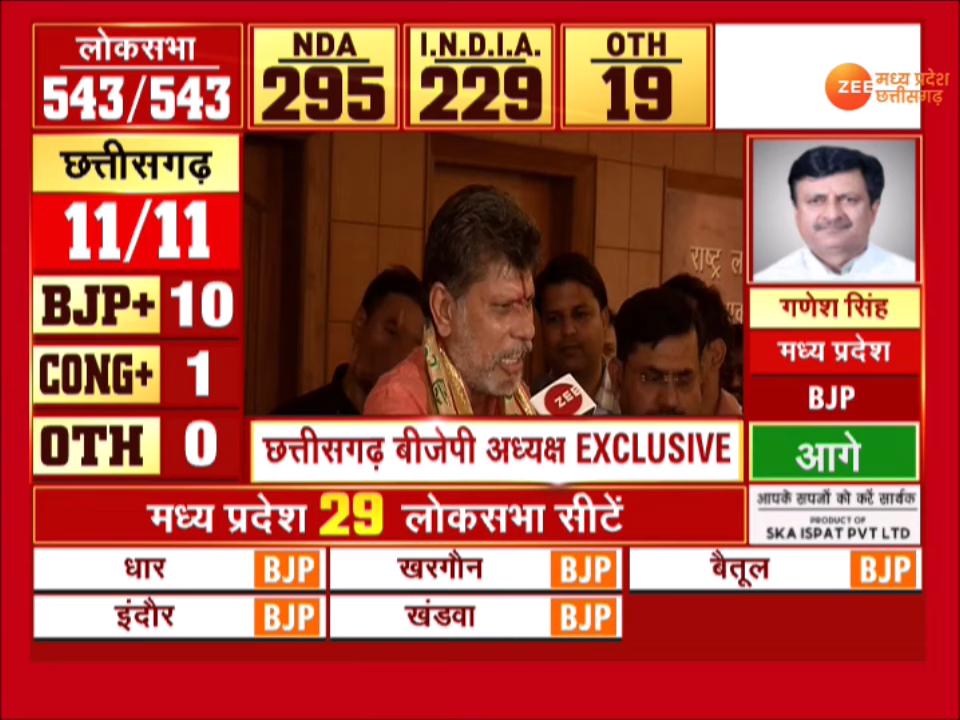 लोकसभा
543/543
NDA
295
I.N.D.I.A.
229
OTH
19
ZEE मध्य प्रदेश
छत्तीसगढ़
छत्तीसगढ़
11/11
BJP+ 10
CONG+ 1
OTH 0
राष्ट्र
ZEE
गणेश सिंह
मध्य प्रदेश
BJP
आगे
छत्तीसगढ़ बीजेपी अध्यक्ष EXCLUSIVE
मध्य प्रदेश 29 लोकसभा सीटें
आपके सपनों को करें सार्थक
PRODUCT OF
SKA ISPAT PVT LTD
धार BJP
खरगौन BJP
बैतूल BJP
इंदौर BJP
खंडवा BJP